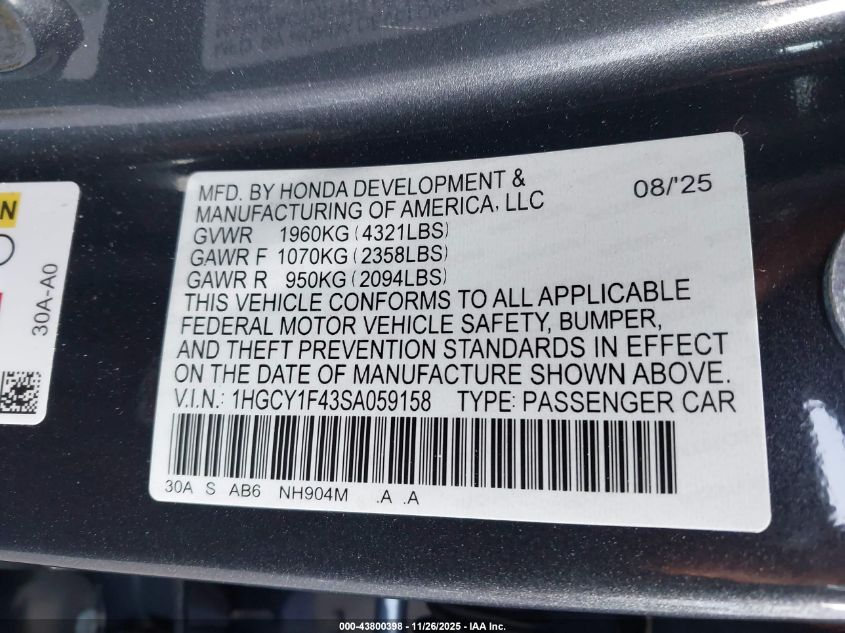 N
30A-A0
MFD. BY HONDA DEVELOPMENT &
MANUFACTURING OF AMERICA, LLC
08/'25
GVWR 1960KG (4321LBS)
GAWR F 1070KG (2358LBS)
GAWR R 950KG (2094LBS)
THIS VEHICLE CONFORMS TO ALL APPLICABLE
FEDERAL MOTOR VEHICLE SAFETY, BUMPER,
AND THEFT PREVENTION STANDARDS IN EFFECT
ON THE DATE OF MANUFACTURE SHOWN ABOVE.
V.I.N.: 1HGCY1F43SA059158 TYPE: PASSENGER CAR
30A S AB6 NH904M .A .A
000-43800398 - 11/26/2025 - IAA Inc.